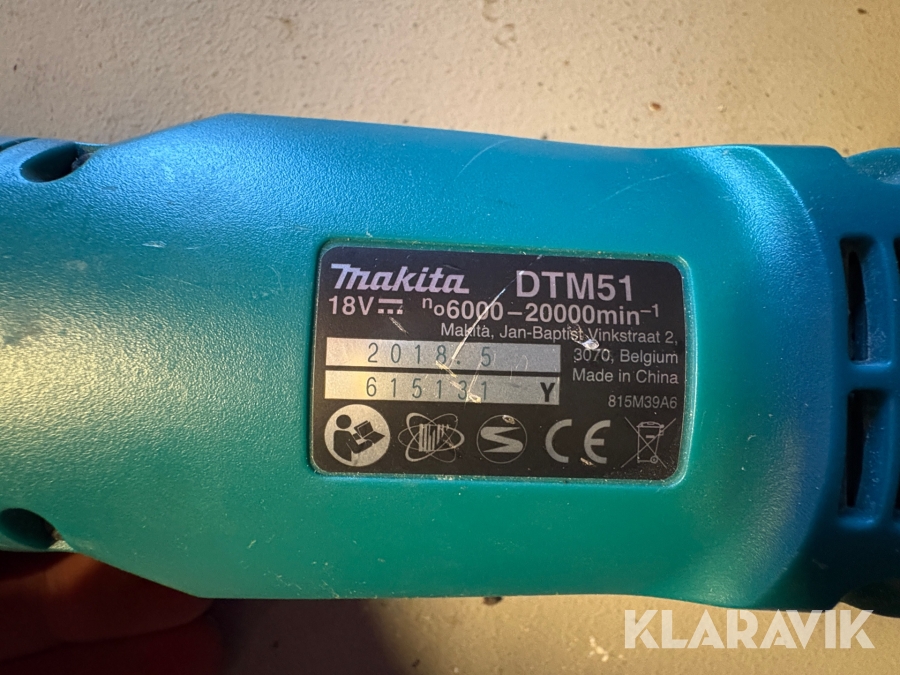 makita DTM51
18V nо6000-20000min-1
Makita, Jan-Baptist Vinkstraat 2,
3070, Belgium
2018.5
Made in China
615131 Y
815M39A6
CE
KLARAVIK